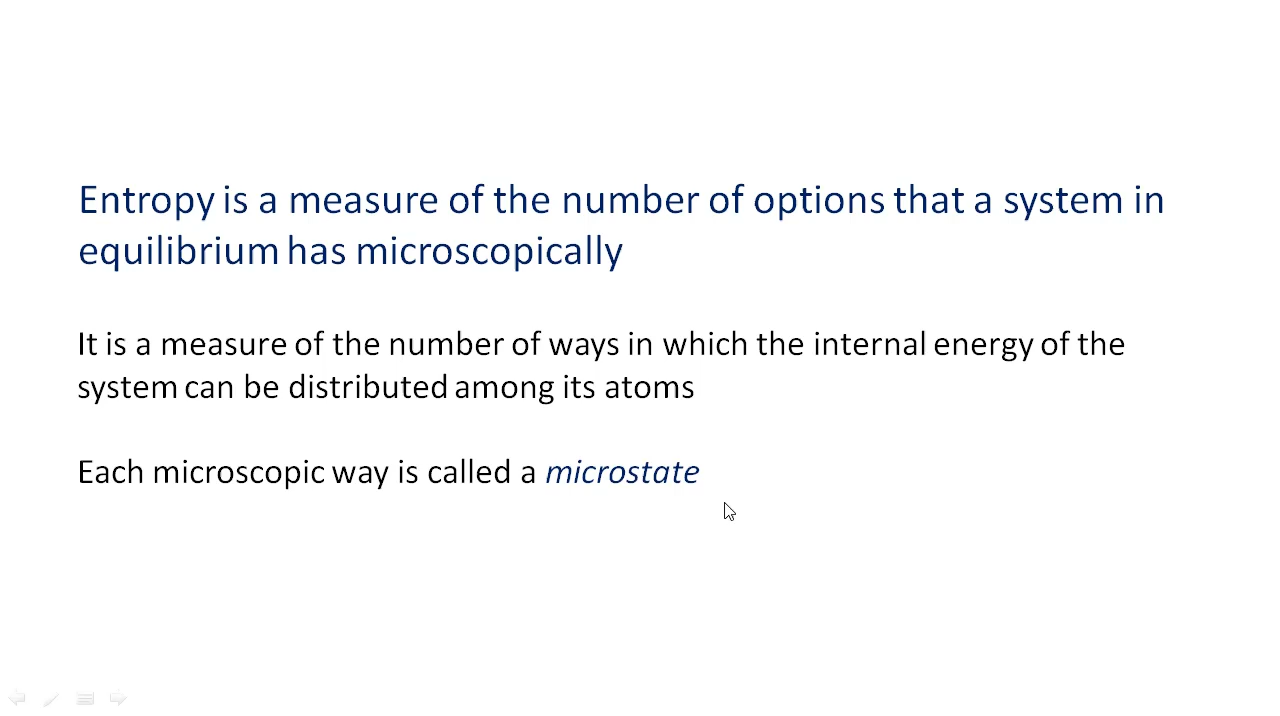 Entropy is a measure of the number of options that a system in
equilibrium has microscopically
It is a measure of the number of ways in which the internal energy of the
system can be distributed among its atoms
Each microscopic way is called a microstate